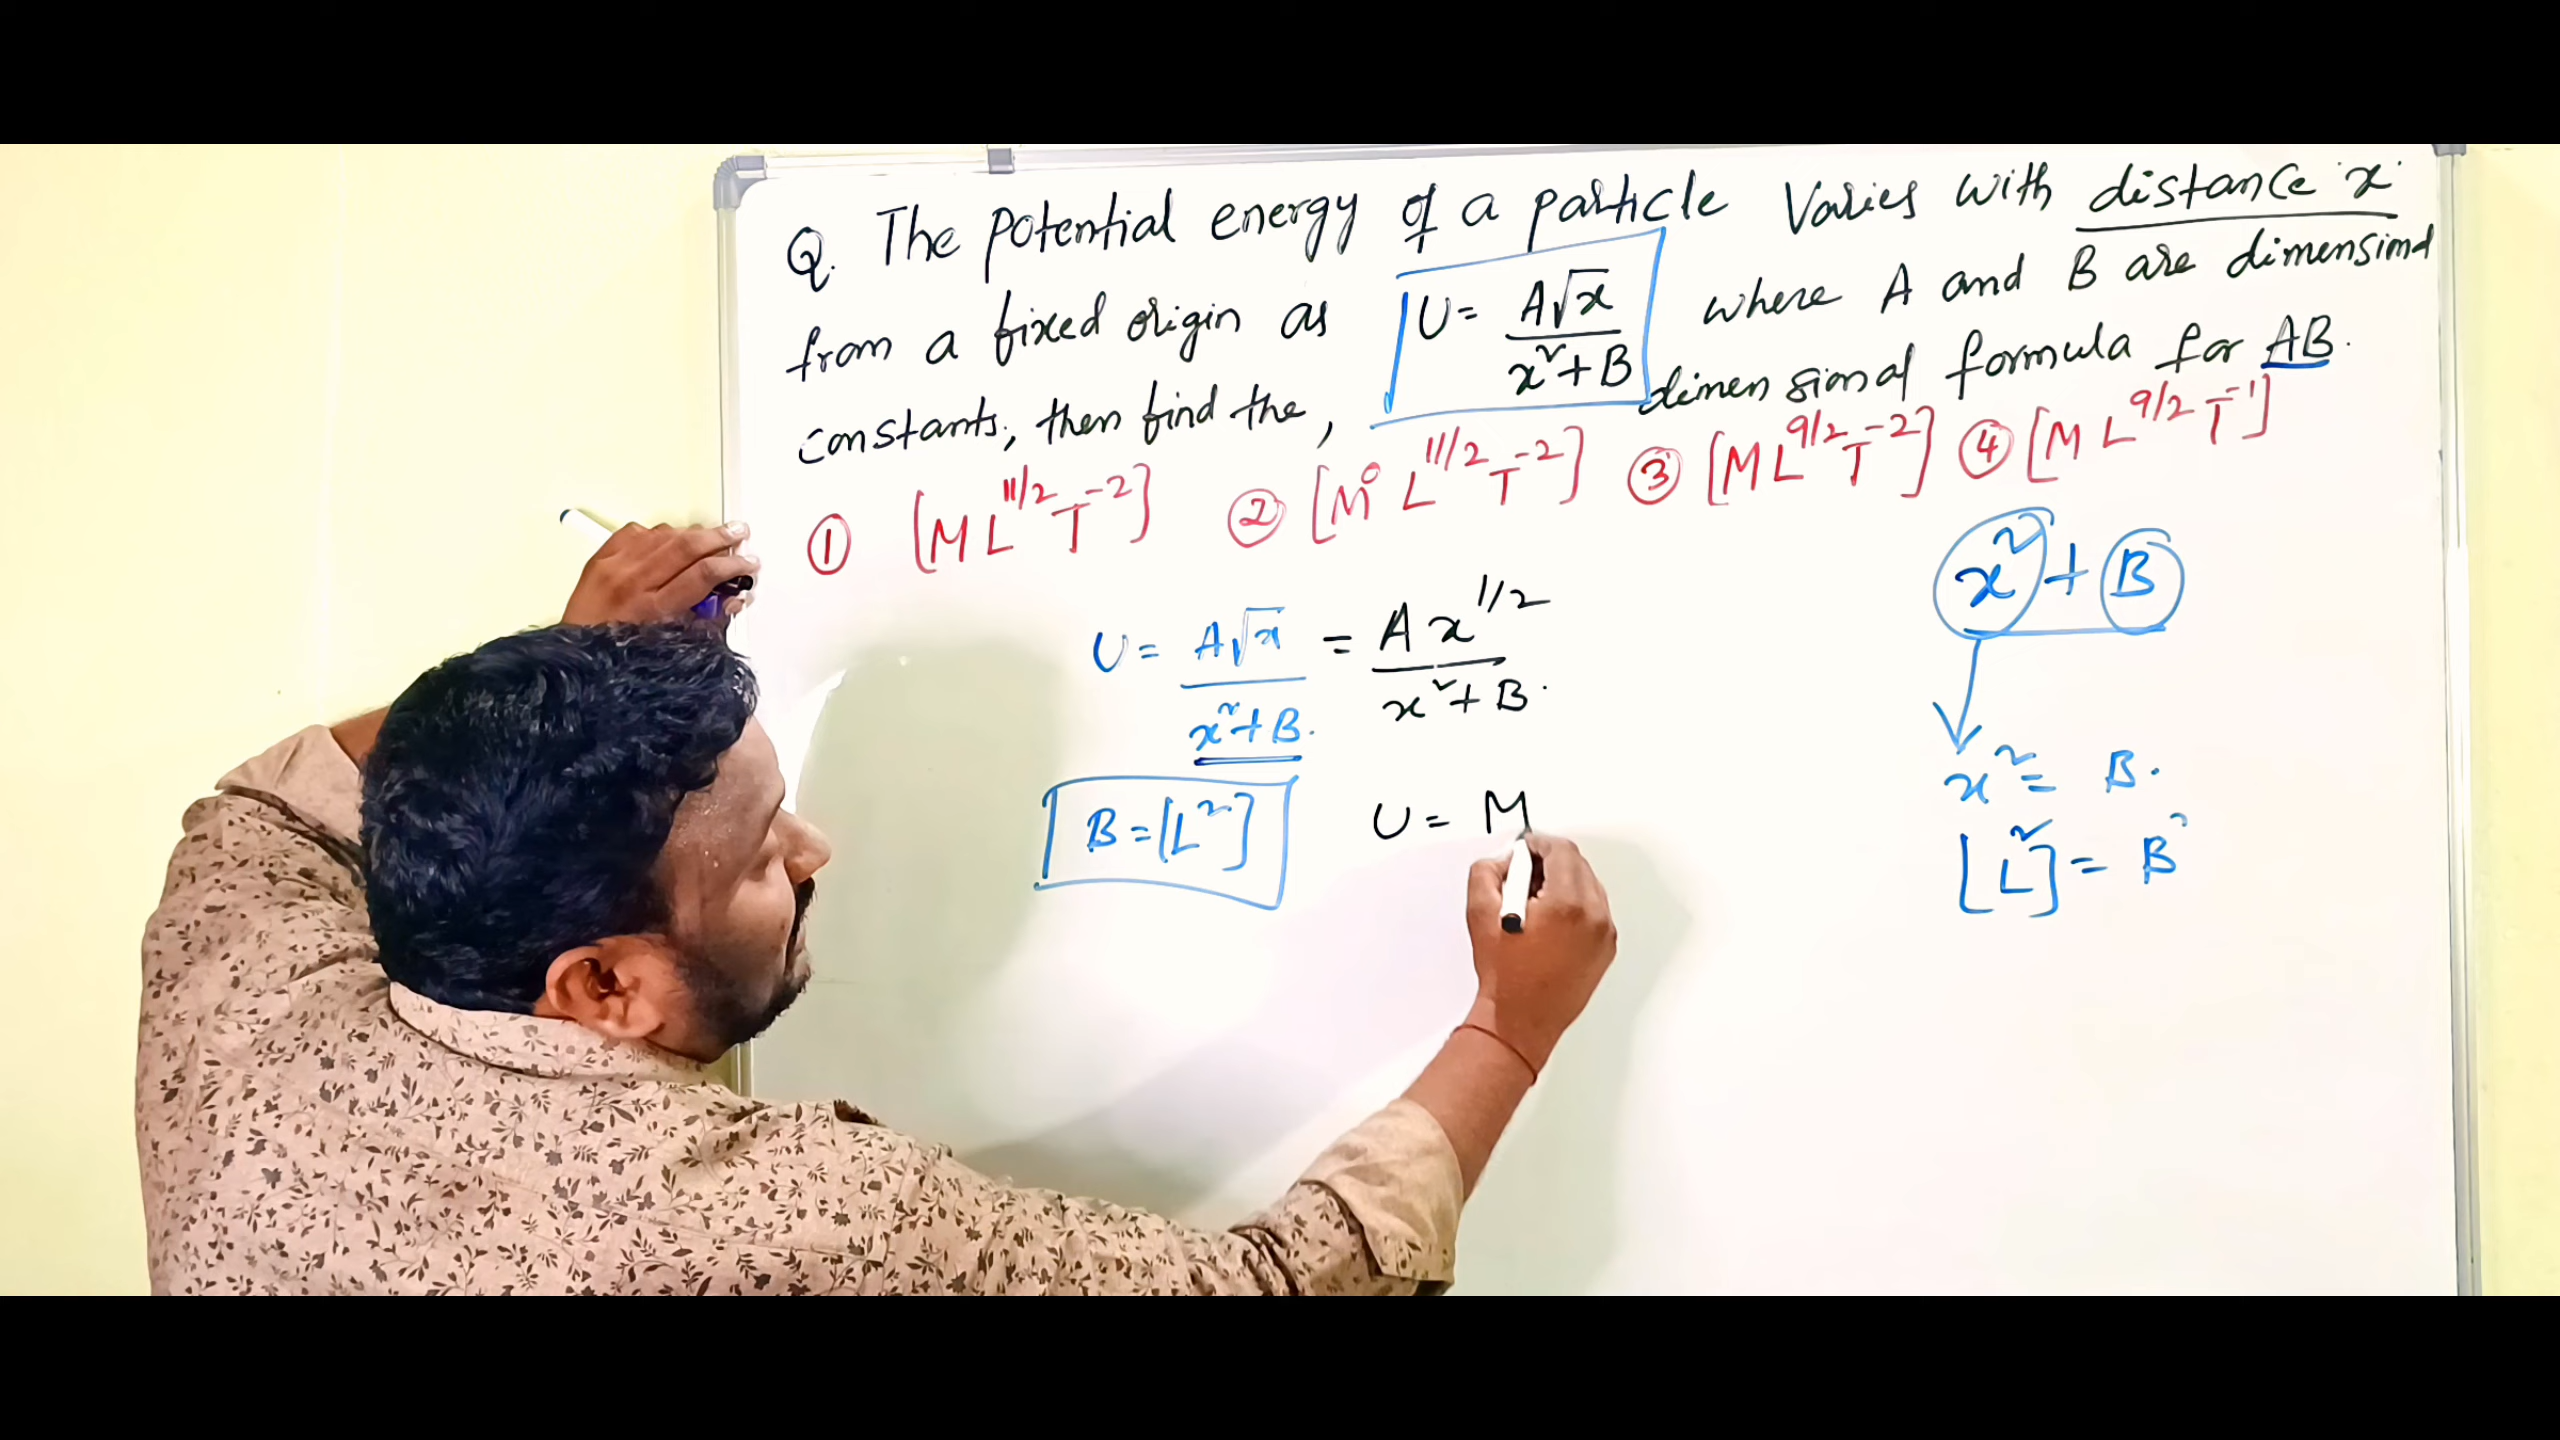 Q. The potential energy of a particle Varies with distance 'x'
from a fixed origin as U = A√x / x²+B where A and B are dimensional
constants, then find the, dimensional formula for AB.
① [M L^11/2 T^-2] ② [M^0 L^11/2 T^-2] ③ [M L^9/2 T^-2] ④ [M L^9/2 T^-1]
x² + B
U = A√x / x²+B. = A x^1/2 / x²+B.
x² = B.
B = [L²] U = M
[L²] = B